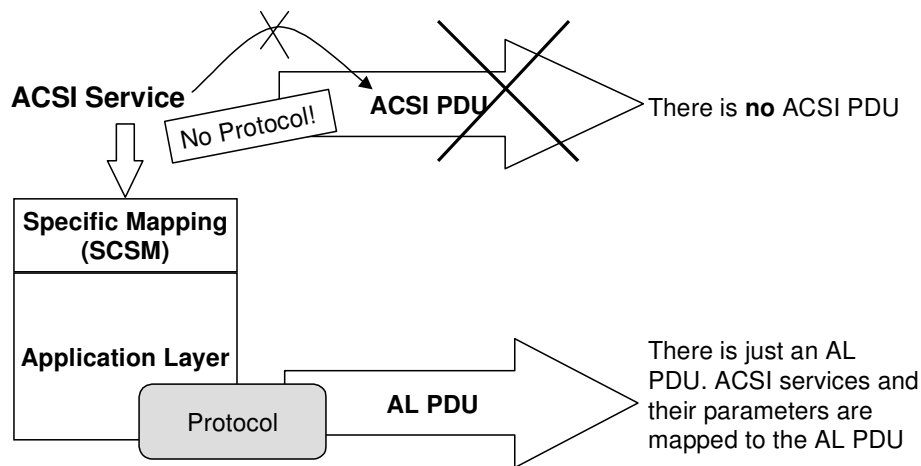 ACSI Service
No Protocol!
ACSI PDU
There is no ACSI PDU
Specific Mapping
(SCSM)
Application Layer
Protocol
AL PDU
There is just an AL
PDU. ACSI services and
their parameters are
mapped to the AL PDU